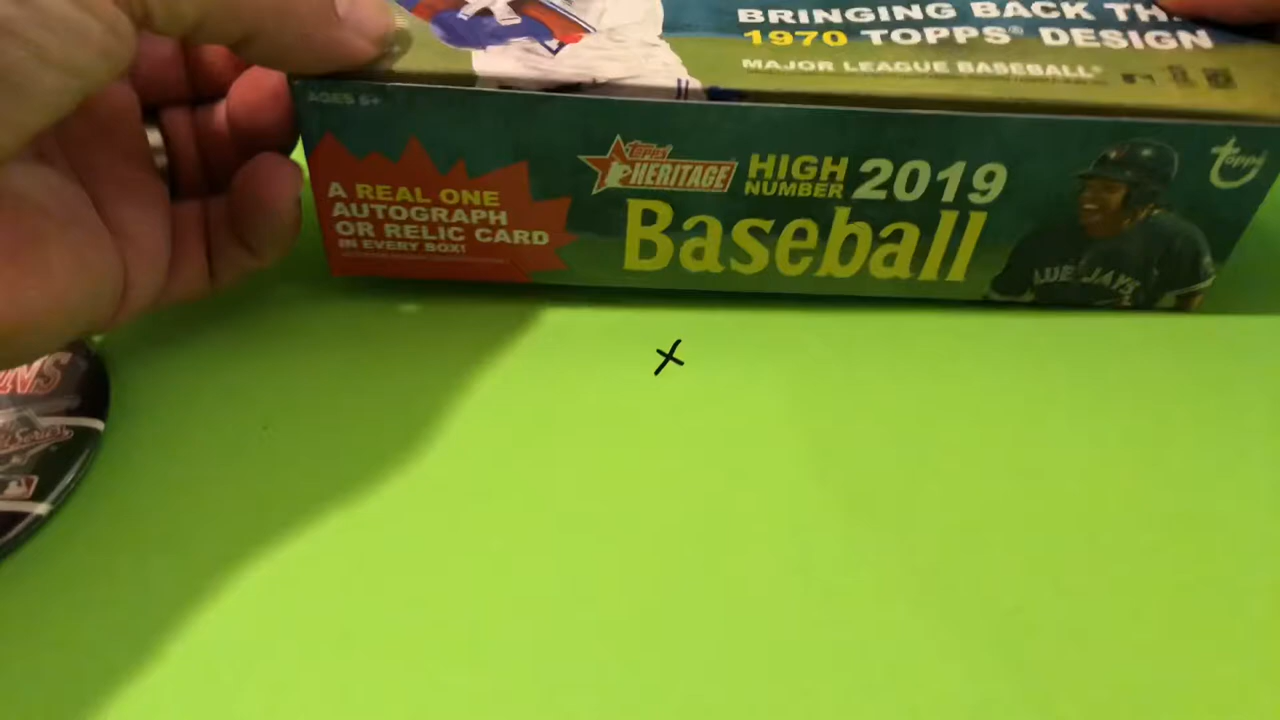 BRINGING BACK TH
1970 TOPPS® DESIGN
MAJOR LEAGUE BASEBALL®
AGES 6+
A REAL ONE
AUTOGRAPH
OR RELIC CARD
IN EVERY BOX!
TOPPS
HERITAGE
HIGH
NUMBER
2019
Baseball
topps
BLUE JAYS